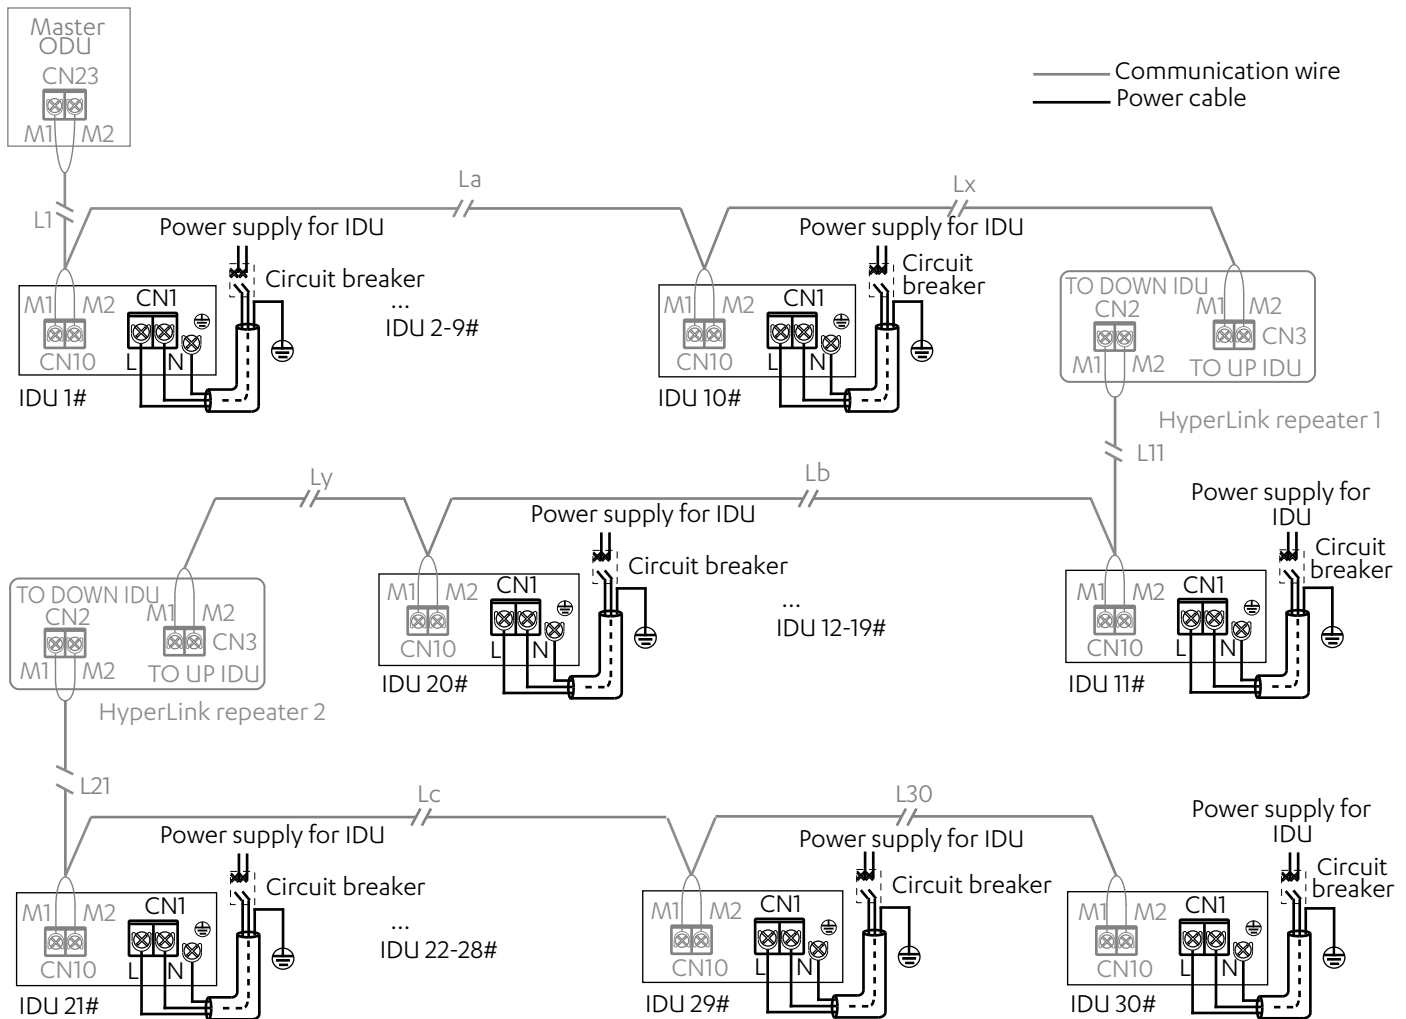 Master
ODU
CN23
M1 M2
Communication wire
Power cable
L1
La
Lx
Power supply for IDU
Circuit breaker
M1 M2
CN1
CN10
L N
IDU 1#
...
IDU 2-9#
Power supply for IDU
Circuit
breaker
M1 M2
CN1
CN10
L N
IDU 10#
TO DOWN IDU
CN2
M1 M2
M1 M2
CN3
TO UP IDU
HyperLink repeater 1
L11
Ly
Lb
TO DOWN IDU
CN2
M1 M2
M1 M2
CN3
TO UP IDU
HyperLink repeater 2
Power supply for IDU
Circuit breaker
M1 M2
CN1
CN10
L N
IDU 20#
...
IDU 12-19#
Power supply for
IDU
Circuit
breaker
M1 M2
CN1
CN10
L N
IDU 11#
L21
Lc
L30
Power supply for IDU
Circuit breaker
M1 M2
CN1
CN10
L N
IDU 21#
...
IDU 22-28#
Power supply for IDU
Circuit breaker
M1 M2
CN1
CN10
L N
IDU 29#
Power supply for
IDU
Circuit
breaker
M1 M2
CN1
CN10
L N
IDU 30#